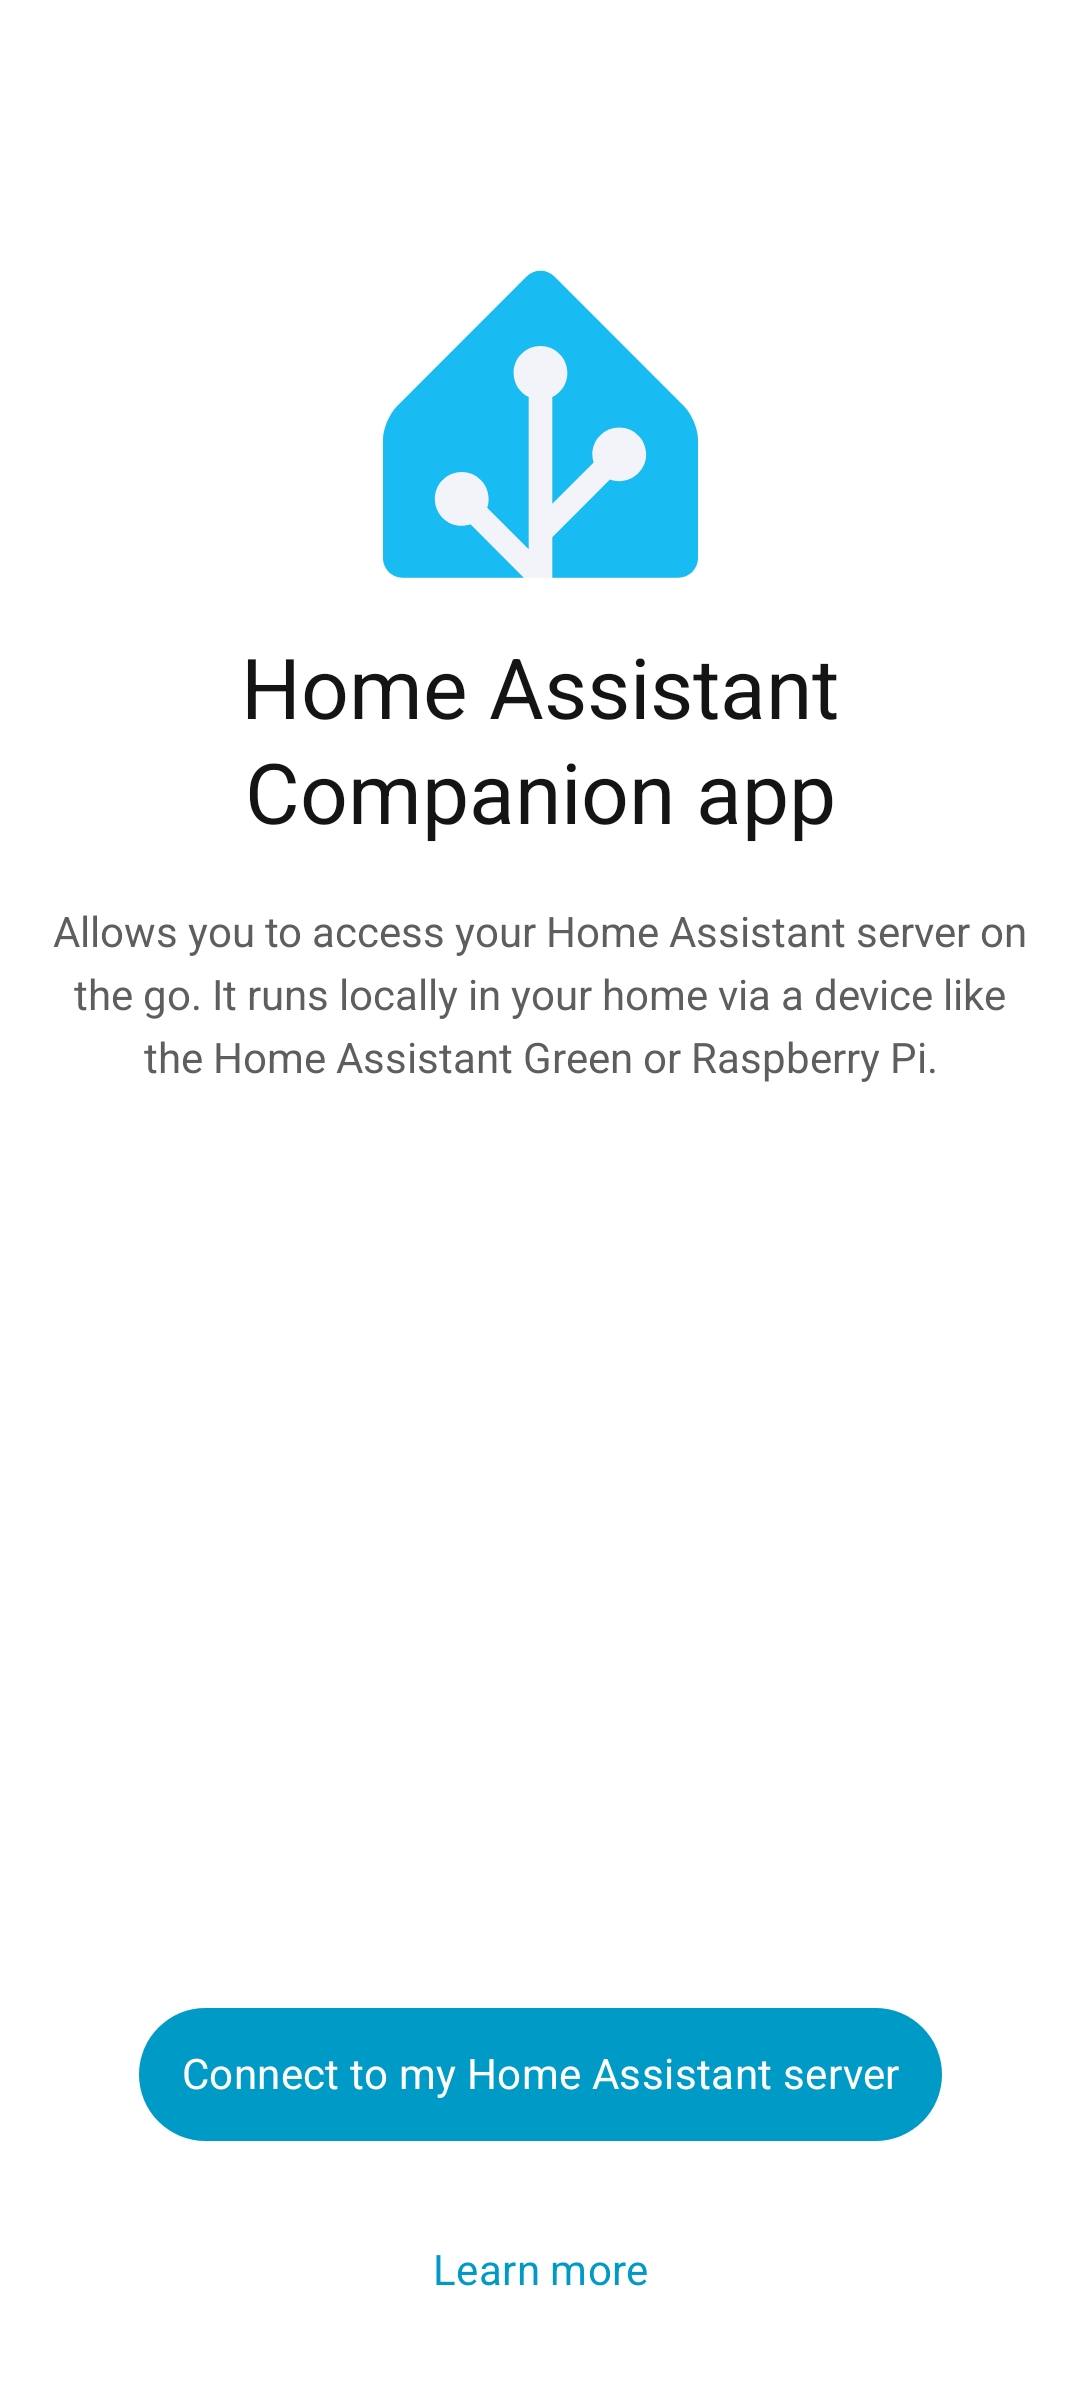 Home Assistant
Companion app
Allows you to access your Home Assistant server on
the go. It runs locally in your home via a device like
the Home Assistant Green or Raspberry Pi.
Connect to my Home Assistant server
Learn more